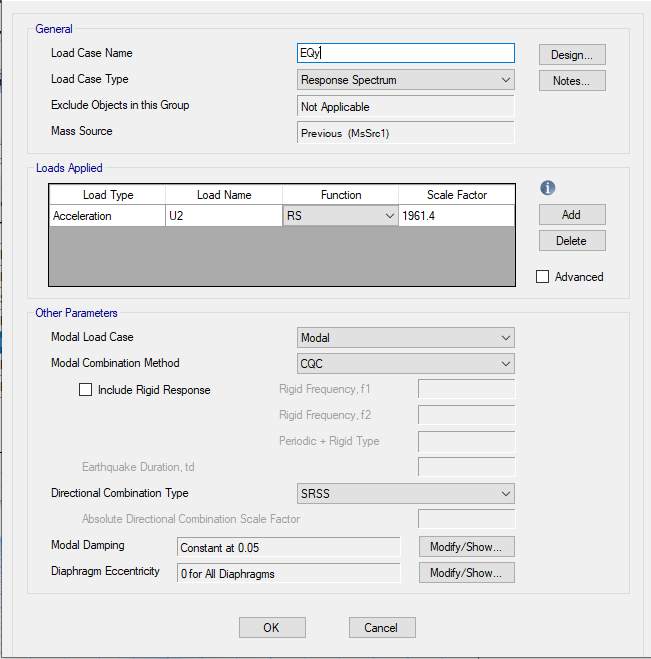 General
Load Case Name EQy Design...
Load Case Type Response Spectrum Notes...
Exclude Objects in this Group Not Applicable
Mass Source Previous (MsSrc1)
Loads Applied
Load Type Load Name Function Scale Factor
Acceleration U2 RS 1961.4
Add
Delete
Advanced
Other Parameters
Modal Load Case Modal
Modal Combination Method CQC
Include Rigid Response Rigid Frequency, f1
Rigid Frequency, f2
Periodic + Rigid Type
Earthquake Duration, td
Directional Combination Type SRSS
Absolute Directional Combination Scale Factor
Modal Damping Constant at 0.05 Modify/Show...
Diaphragm Eccentricity 0 for All Diaphragms Modify/Show...
OK Cancel